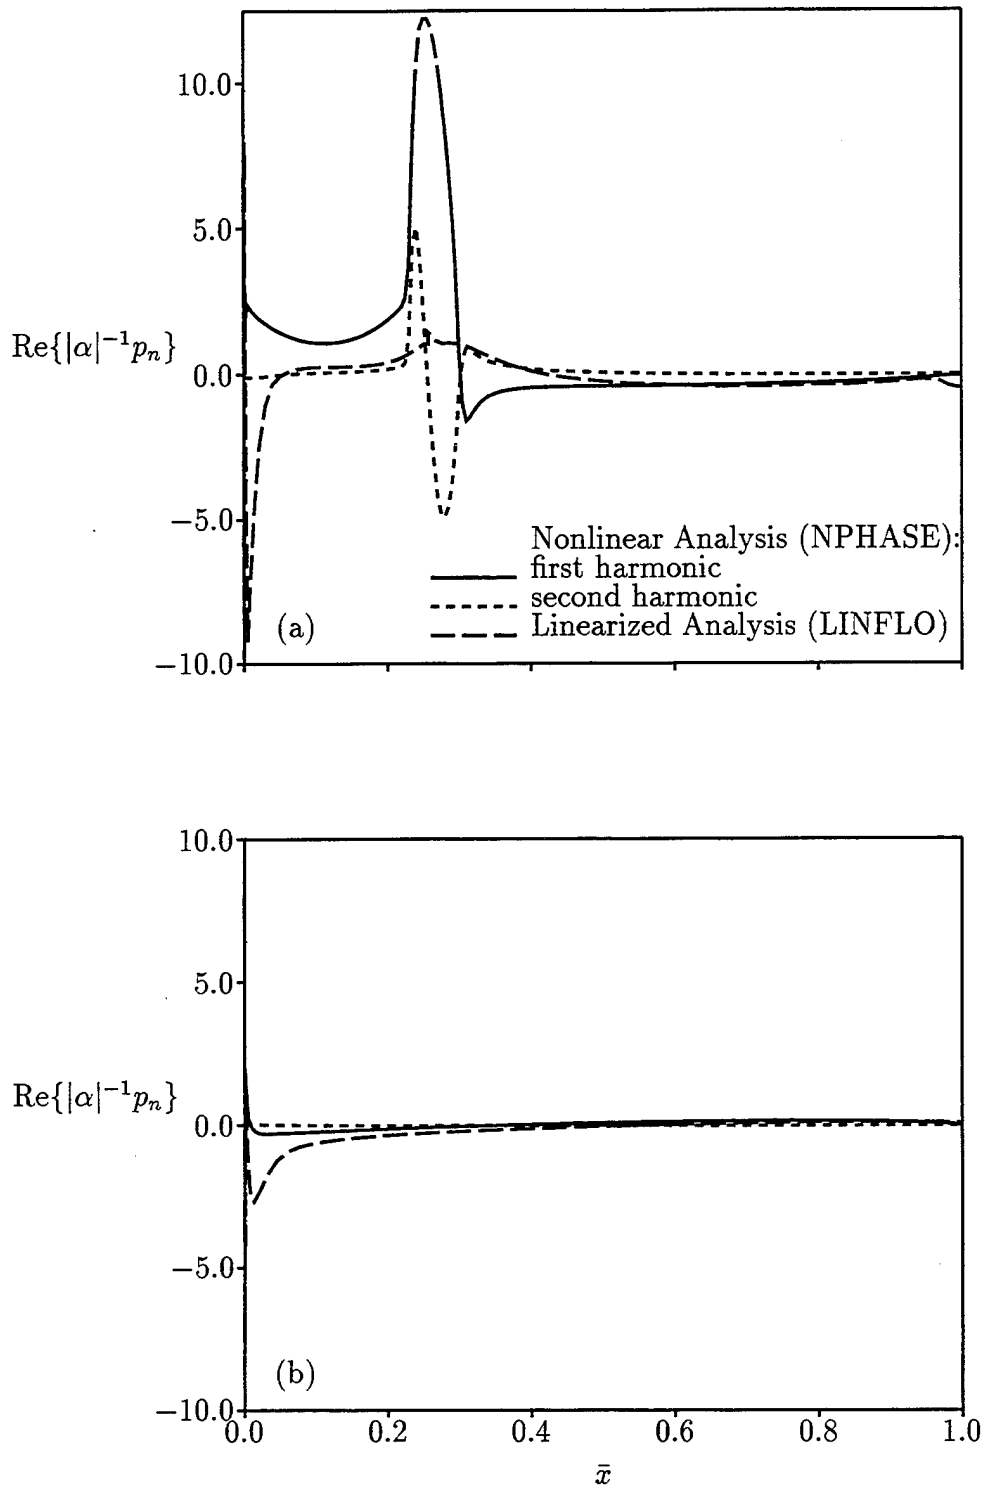 10.0
5.0
Re{|α|⁻¹pₙ}
0.0
−5.0
Nonlinear Analysis (NPHASE):
first harmonic
second harmonic
(a)
Linearized Analysis (LINFLO)
−10.0
10.0
5.0
Re{|α|⁻¹pₙ}
0.0
−5.0
(b)
−10.0
0.0 0.2 0.4 0.6 0.8 1.0
x̄